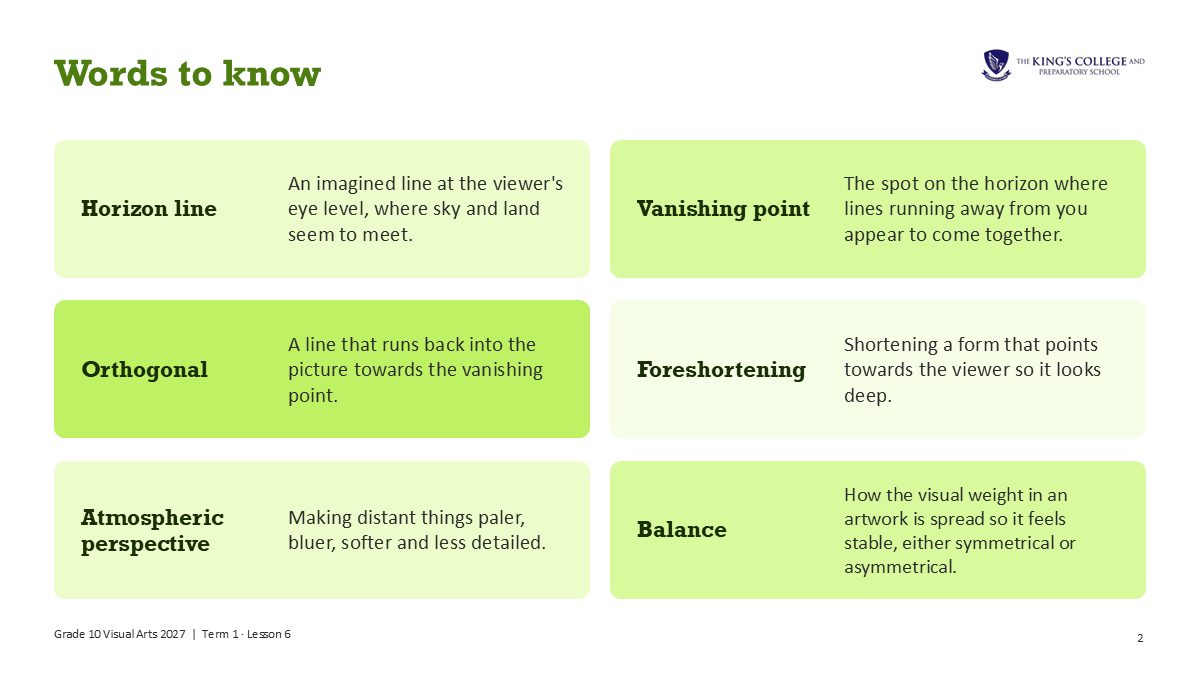 Words to know
THE KING'S COLLEGE AND
PREPARATORY SCHOOL
Horizon line
An imagined line at the viewer's
eye level, where sky and land
seem to meet.
Vanishing point
The spot on the horizon where
lines running away from you
appear to come together.
Orthogonal
A line that runs back into the
picture towards the vanishing
point.
Foreshortening
Shortening a form that points
towards the viewer so it looks
deep.
Atmospheric
perspective
Making distant things paler,
bluer, softer and less detailed.
Balance
How the visual weight in an
artwork is spread so it feels
stable, either symmetrical or
asymmetrical.
Grade 10 Visual Arts 2027 | Term 1 · Lesson 6
2